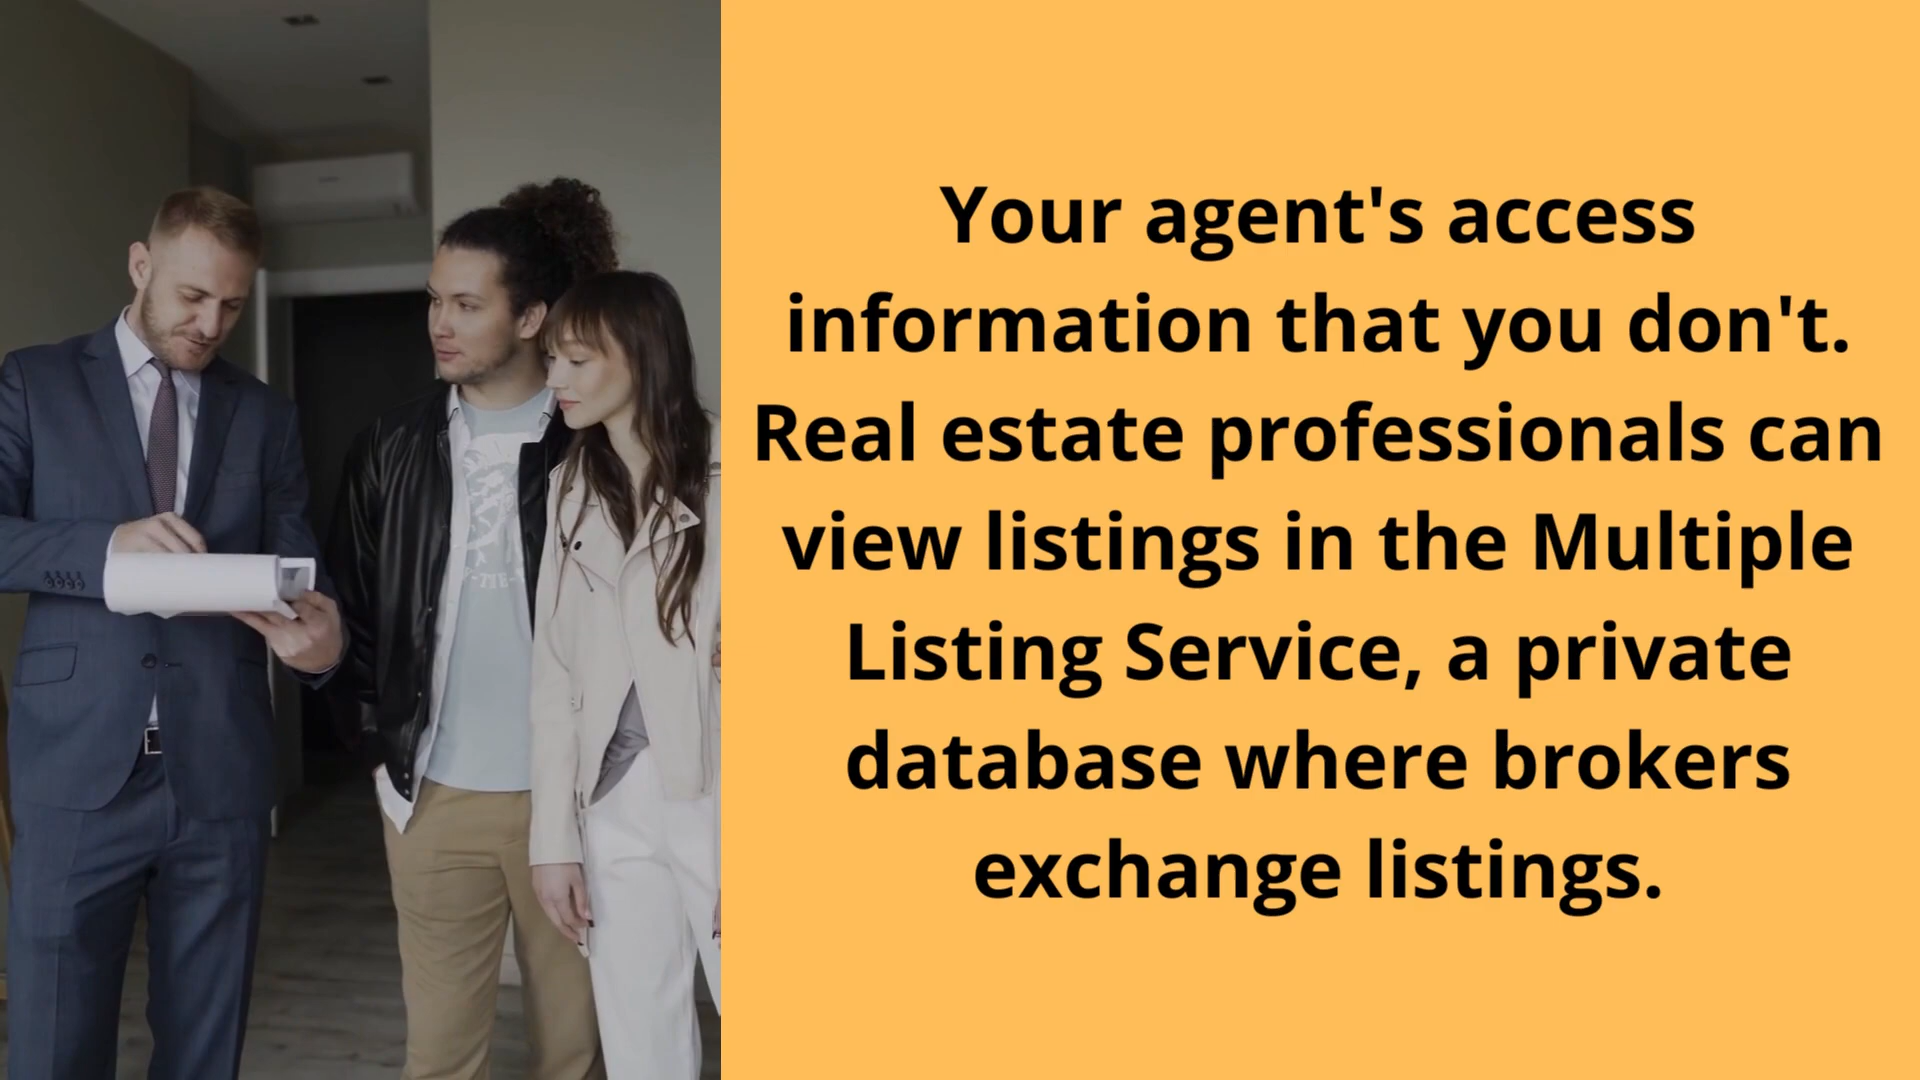 Your agent's access
information that you don't.
Real estate professionals can
view listings in the Multiple
Listing Service, a private
database where brokers
exchange listings.